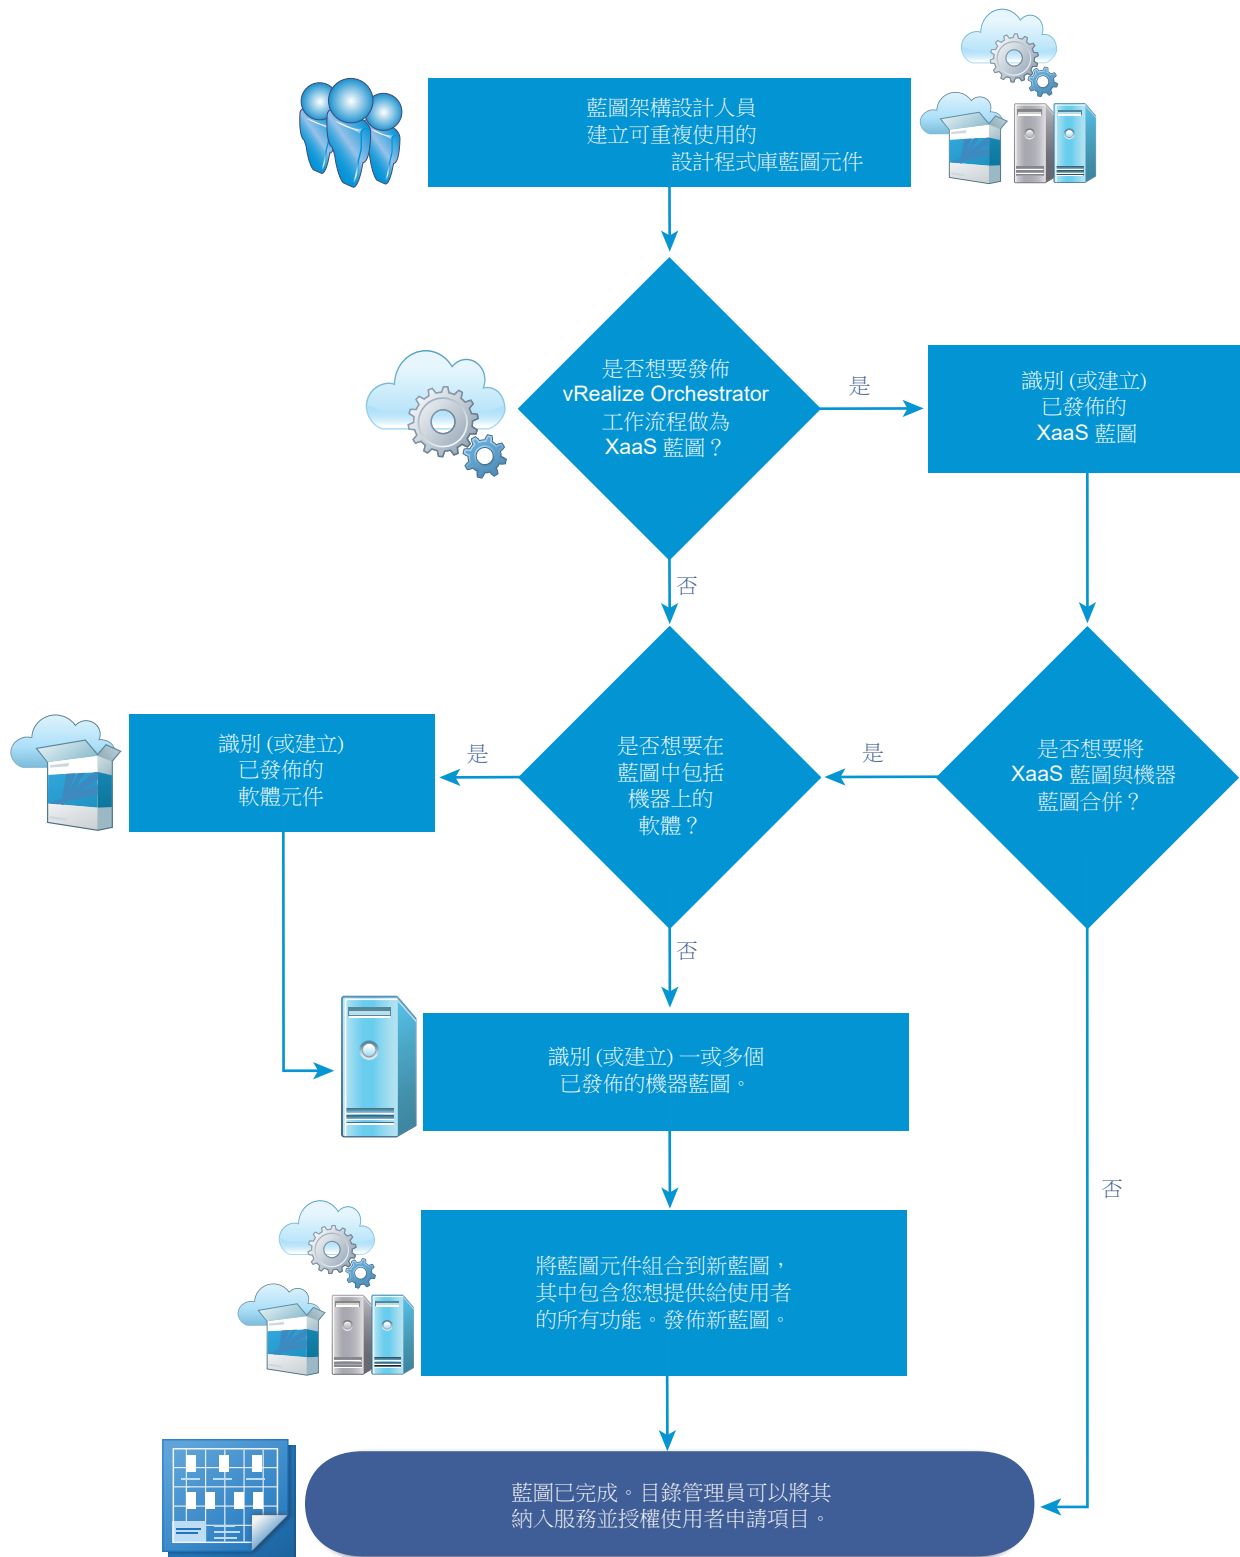 藍圖架構設計人員
建立可重複使用的
設計程式庫藍圖元件
是否想要發佈
vRealize Orchestrator
工作流程做為
XaaS 藍圖？
是
識別 (或建立)
已發佈的
XaaS 藍圖
否
識別 (或建立)
已發佈的
軟體元件
是
是否想要在
藍圖中包括
機器上的
軟體？
是
是否想要將
XaaS 藍圖與機器
藍圖合併？
否
識別 (或建立) 一或多個
已發佈的機器藍圖。
否
將藍圖元件組合到新藍圖，
其中包含您想提供給使用者
的所有功能。發佈新藍圖。
藍圖已完成。目錄管理員可以將其
納入服務並授權使用者申請項目。